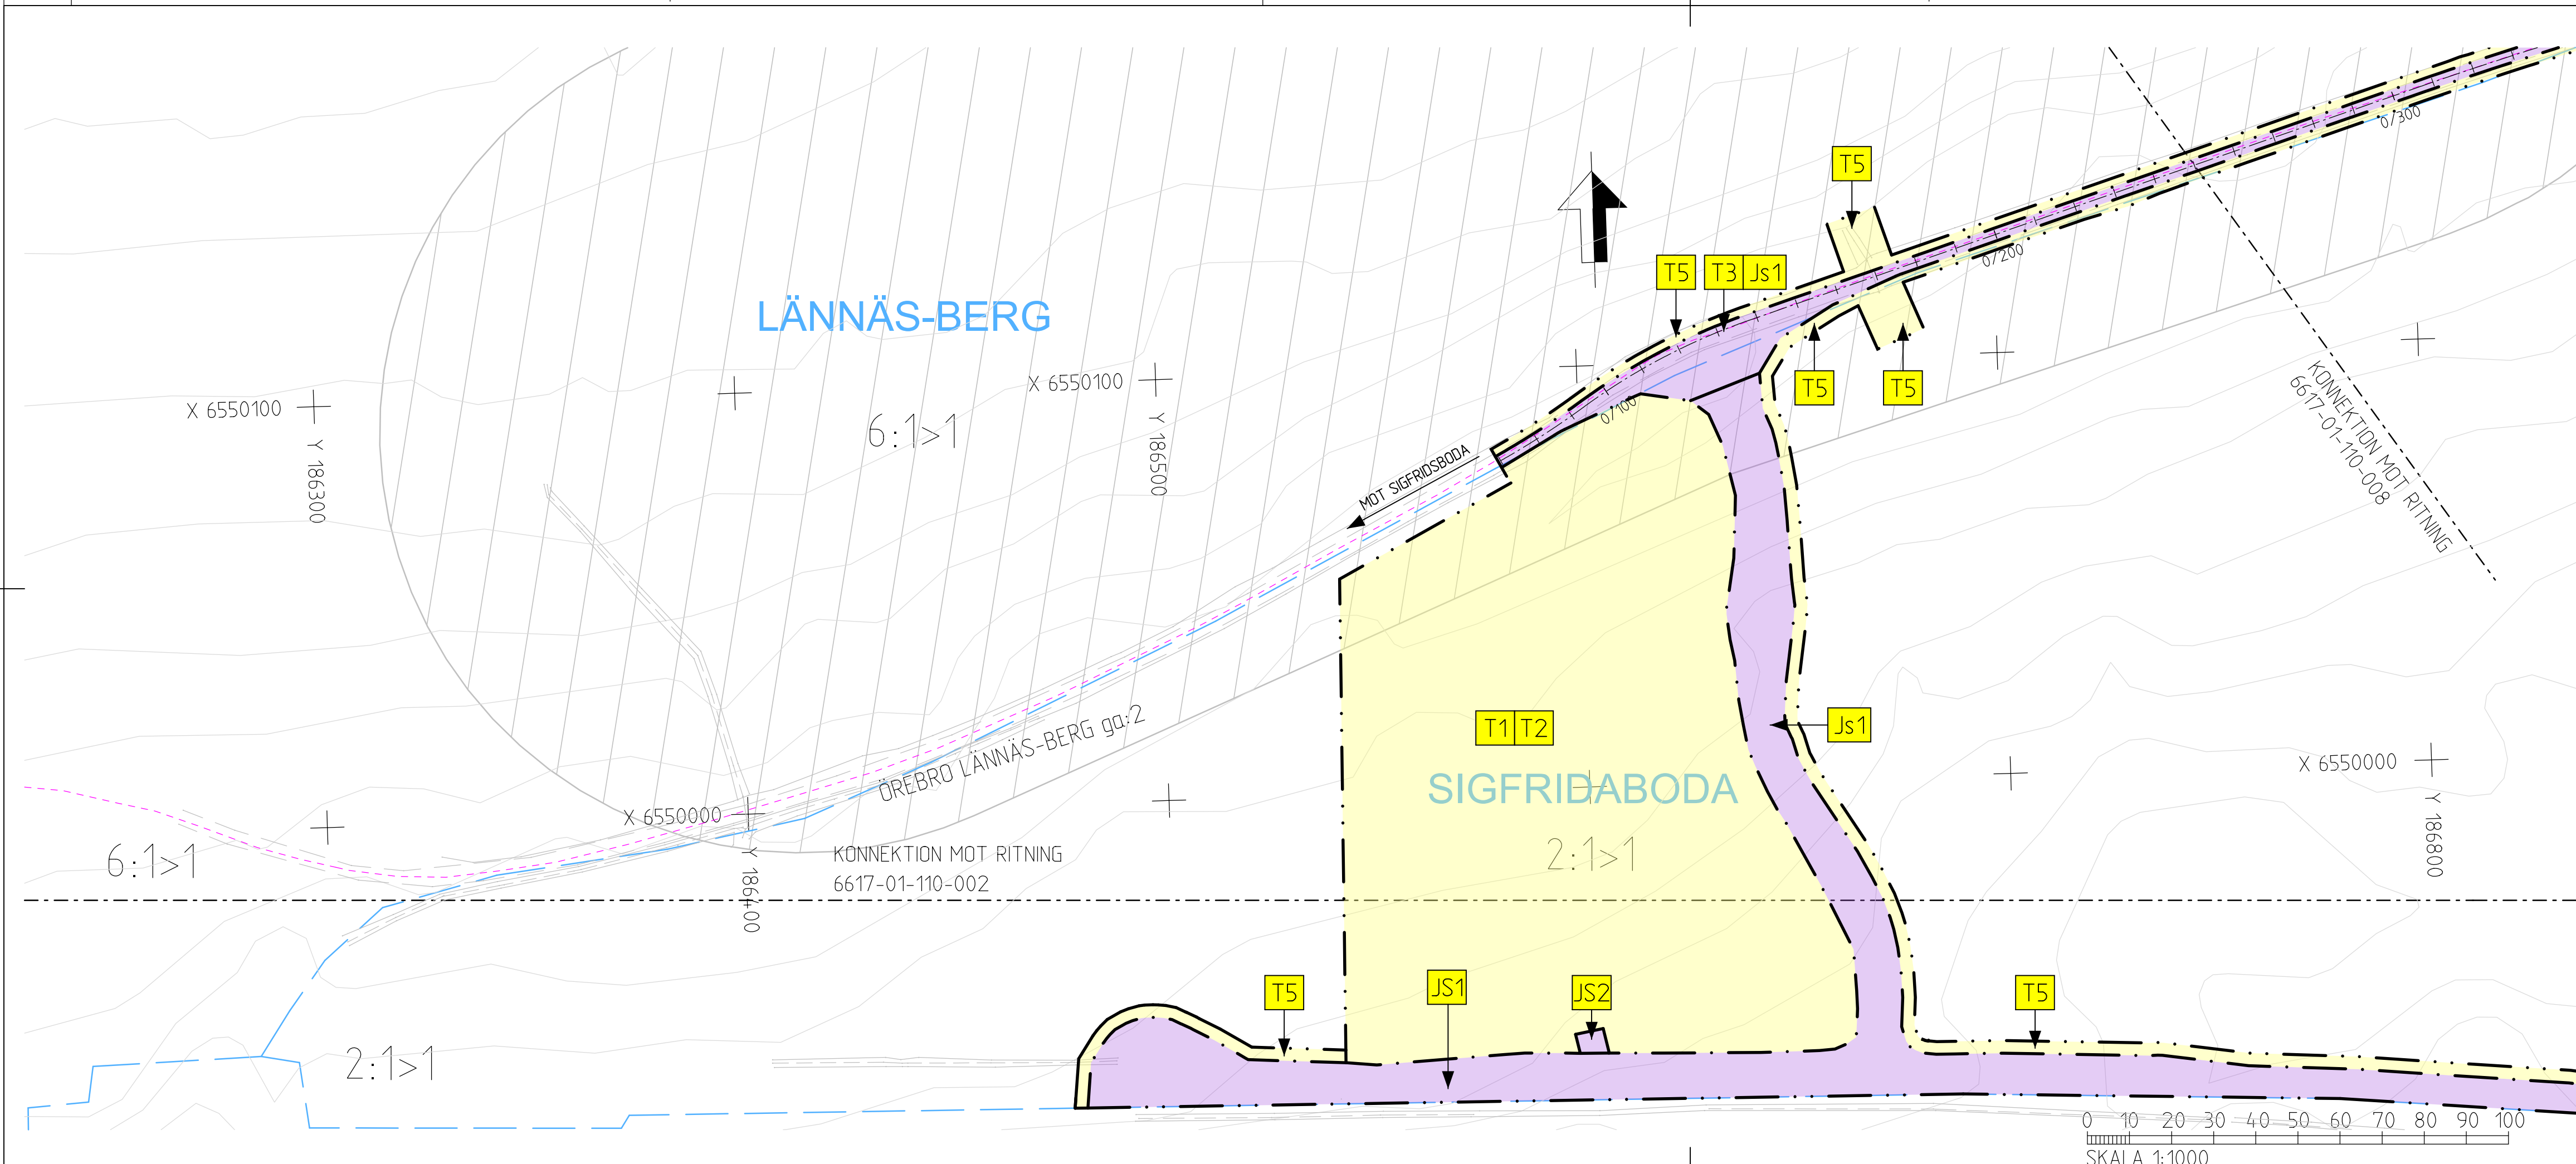 0/300
T5
0/200
T5
T3
Js1
LÄNNÄS-BERG
T5
T5
X 6550100
X 6550100
6:1>1
0/100
Y 186300
Y 186500
MOT SIGFRIDSBODA
KONNEKTION MOT RITNING
6617-01-110-008
T1
T2
Js1
ÖREBRO LÄNNÄS-BERG ga:2
SIGFRIDABODA
X 6550000
X 6550000
Y 186400
Y 186800
6:1>1
KONNEKTION MOT RITNING
6617-01-110-002
2:1>1
T5
JS1
JS2
T5
2:1>1
0 10 20 30 40 50 60 70 80 90 100
SKALA 1:1000